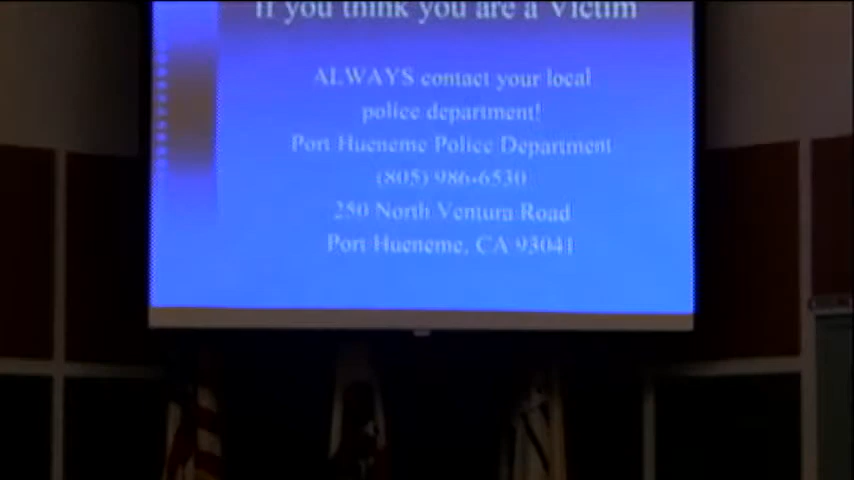 If you think you are a Victim
ALWAYS contact your local
police department!
Port Hueneme Police Department
(805) 986-6530
250 North Ventura Road
Port Hueneme, CA 93041